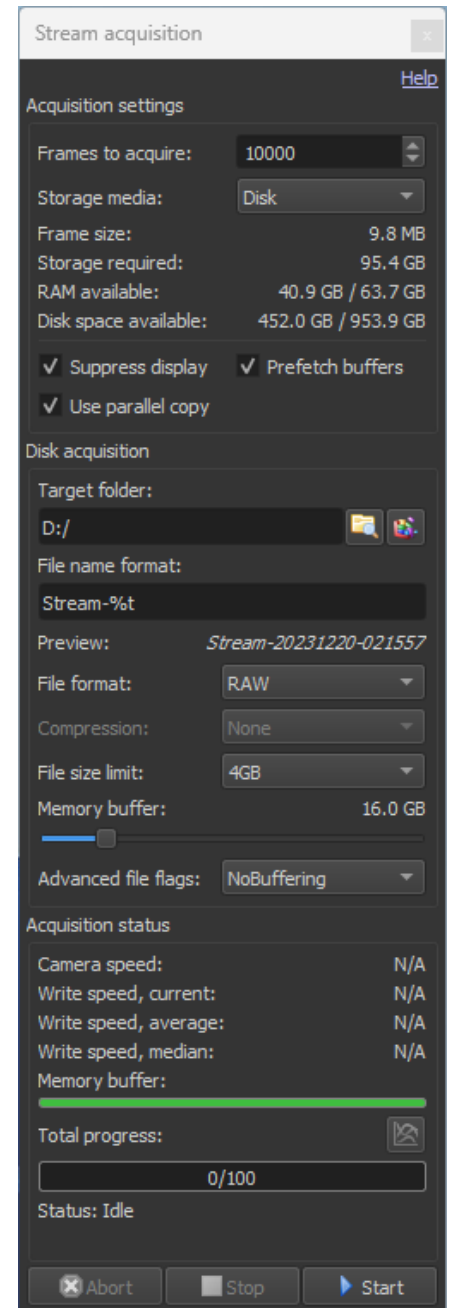 Stream acquisition x
Help
Acquisition settings
Frames to acquire: 10000
Storage media: Disk
Frame size: 9.8 MB
Storage required: 95.4 GB
RAM available: 40.9 GB / 63.7 GB
Disk space available: 452.0 GB / 953.9 GB
Suppress display Prefetch buffers
Use parallel copy
Disk acquisition
Target folder:
D:/
File name format:
Stream-%t
Preview: Stream-20231220-021557
File format: RAW
Compression: None
File size limit: 4GB
Memory buffer: 16.0 GB
Advanced file flags: NoBuffering
Acquisition status
Camera speed: N/A
Write speed, current: N/A
Write speed, average: N/A
Write speed, median: N/A
Memory buffer:
Total progress:
0/100
Status: Idle
Abort Stop Start